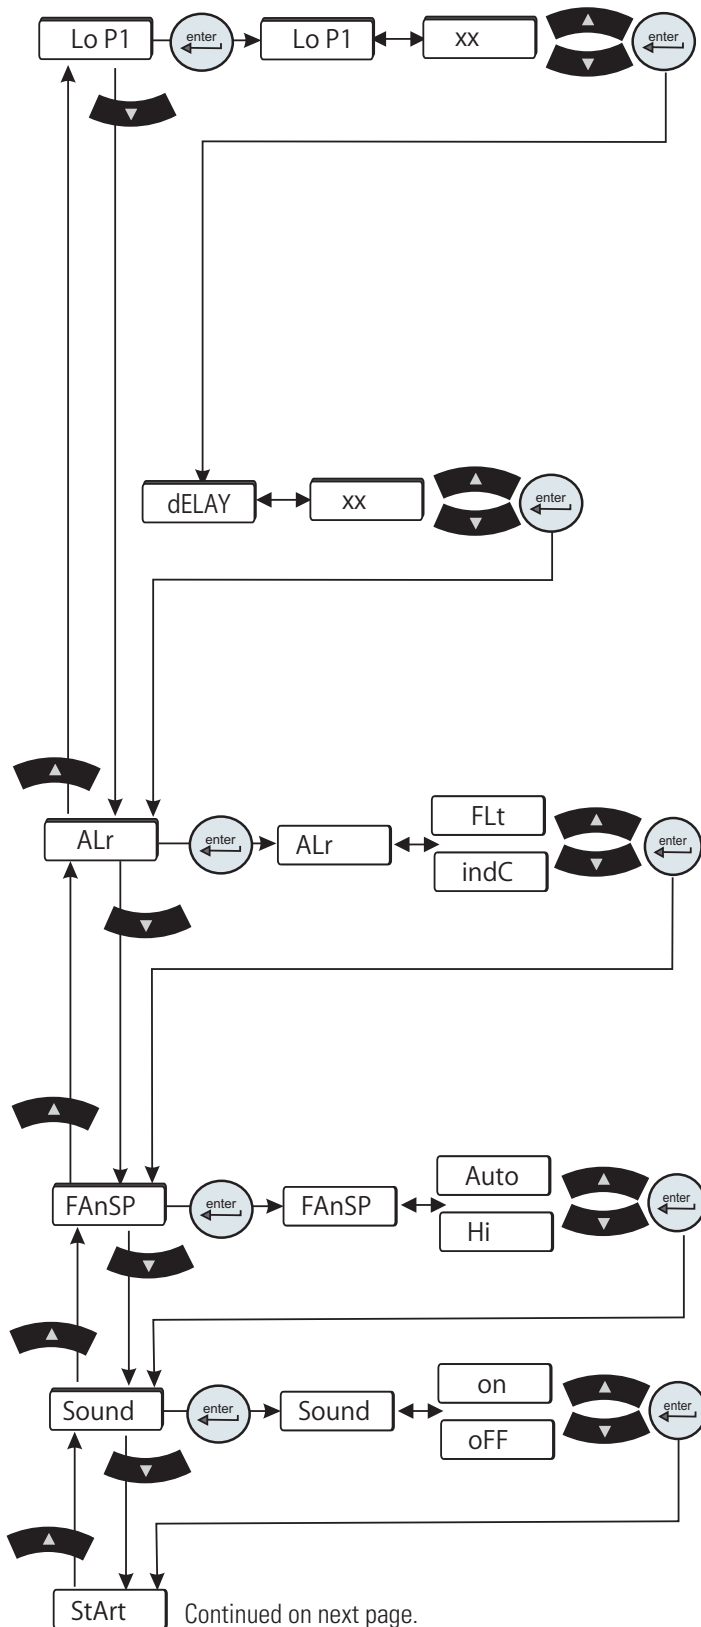 Lo P1 enter Lo P1 xx enter
dELAY xx enter
ALr enter ALr FLt enter
indC
FAnSP enter FAnSP Auto enter
Hi
Sound enter Sound on enter
oFF
StArt Continued on next page.